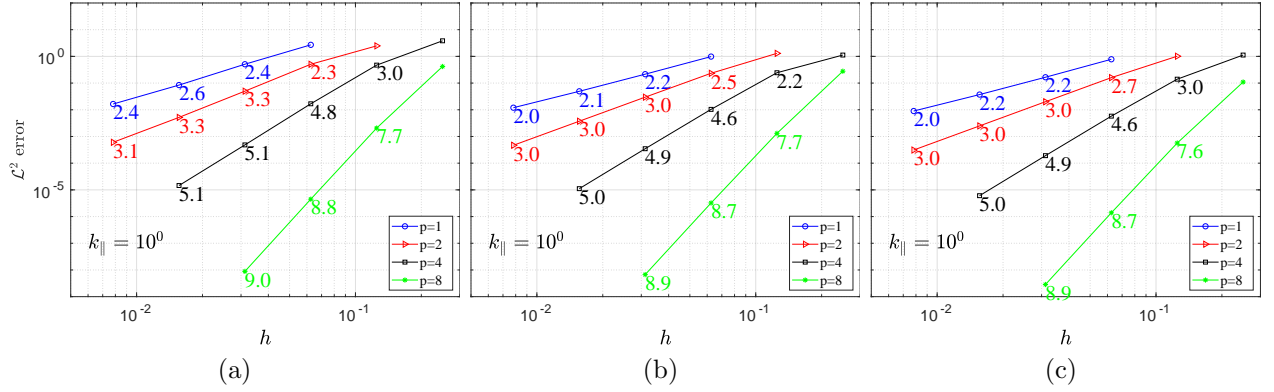 10^0
10^{-5}
\mathcal{L}^2 error
2.4
2.6
2.4
3.1
3.3
3.3
2.3
5.1
5.1
4.8
3.0
9.0
8.8
7.7
k_∥ = 10^0
p=1
p=2
p=4
p=8
10^{-2}
10^{-1}
h
(a)
2.0
2.1
2.2
3.0
3.0
3.0
2.5
5.0
4.9
4.6
2.2
8.9
8.7
7.7
k_∥ = 10^0
p=1
p=2
p=4
p=8
10^{-2}
10^{-1}
h
(b)
2.0
2.2
2.2
3.0
3.0
3.0
2.7
5.0
4.9
4.6
3.0
8.9
8.7
7.6
k_∥ = 10^0
p=1
p=2
p=4
p=8
10^{-2}
10^{-1}
h
(c)